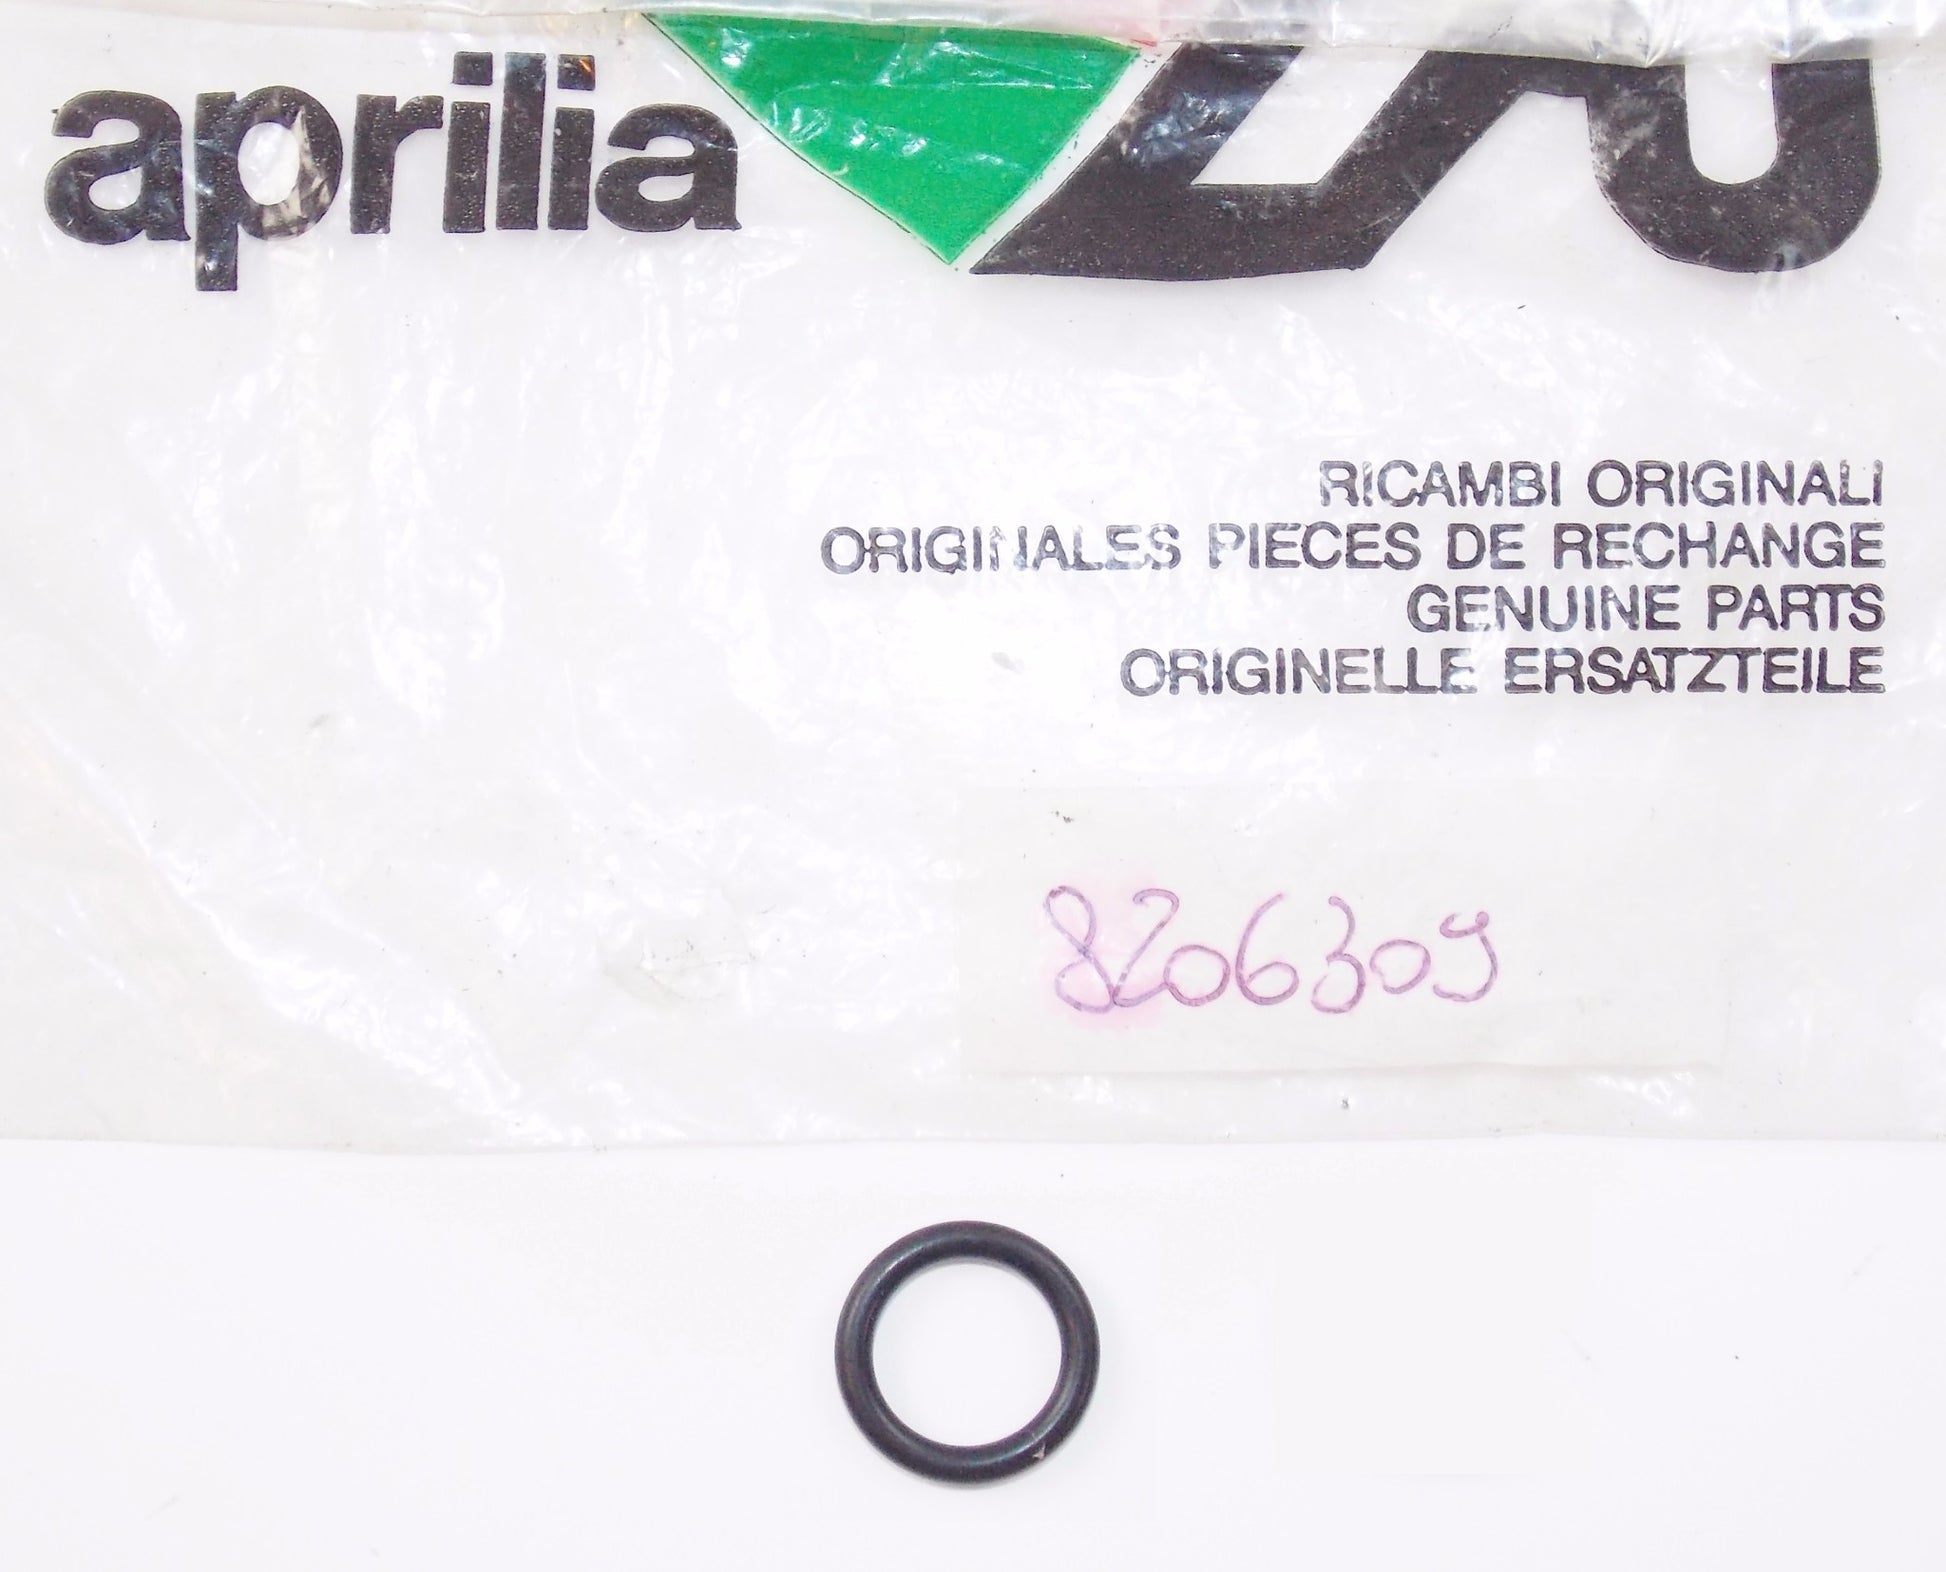 aprilia
RICAMBI ORIGINALI
ORIGINALES PIECES DE RECHANGE
GENUINE PARTS
ORIGINELLE ERSATZTEILE
8206309